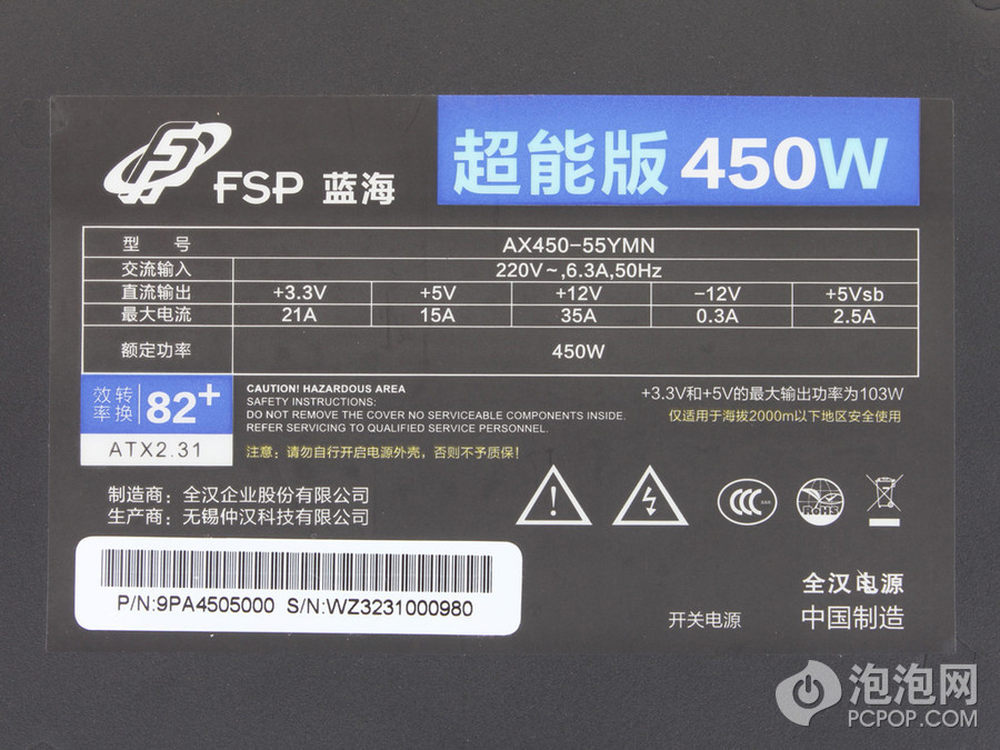 FSP 蓝海
超能版 450W
型 号 AX450-55YMN
交流输入 220V~,6.3A,50Hz
直流输出 +3.3V +5V +12V -12V +5Vsb
最大电流 21A 15A 35A 0.3A 2.5A
额定功率 450W
转换效率 82+
ATX2.31
CAUTION! HAZARDOUS AREA
SAFETY INSTRUCTIONS:
DO NOT REMOVE THE COVER NO SERVICEABLE COMPONENTS INSIDE.
REFER SERVICING TO QUALIFIED SERVICE PERSONNEL.
注意：请勿自行开启电源外壳，否则不予质保！
+3.3V和+5V的最大输出功率为103W
仅适用于海拔2000m以下地区安全使用
制造商：全汉企业股份有限公司
生产商：无锡仲汉科技有限公司
RoHS
P/N:9PA4505000 S/N:WZ3231000980
开关电源
全汉电源
中国制造
泡泡网
PCPOP.COM